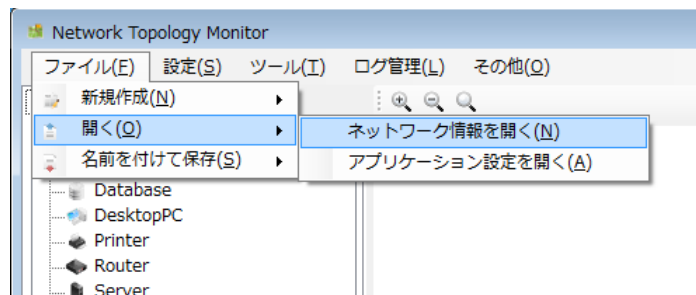 Network Topology Monitor
ファイル(F) 設定(S) ツール(T) ログ管理(L) その他(O)
新規作成(N)
開く(O)
ネットワーク情報を開く(N)
名前を付けて保存(S)
アプリケーション設定を開く(A)
Database
DesktopPC
Printer
Router
Server